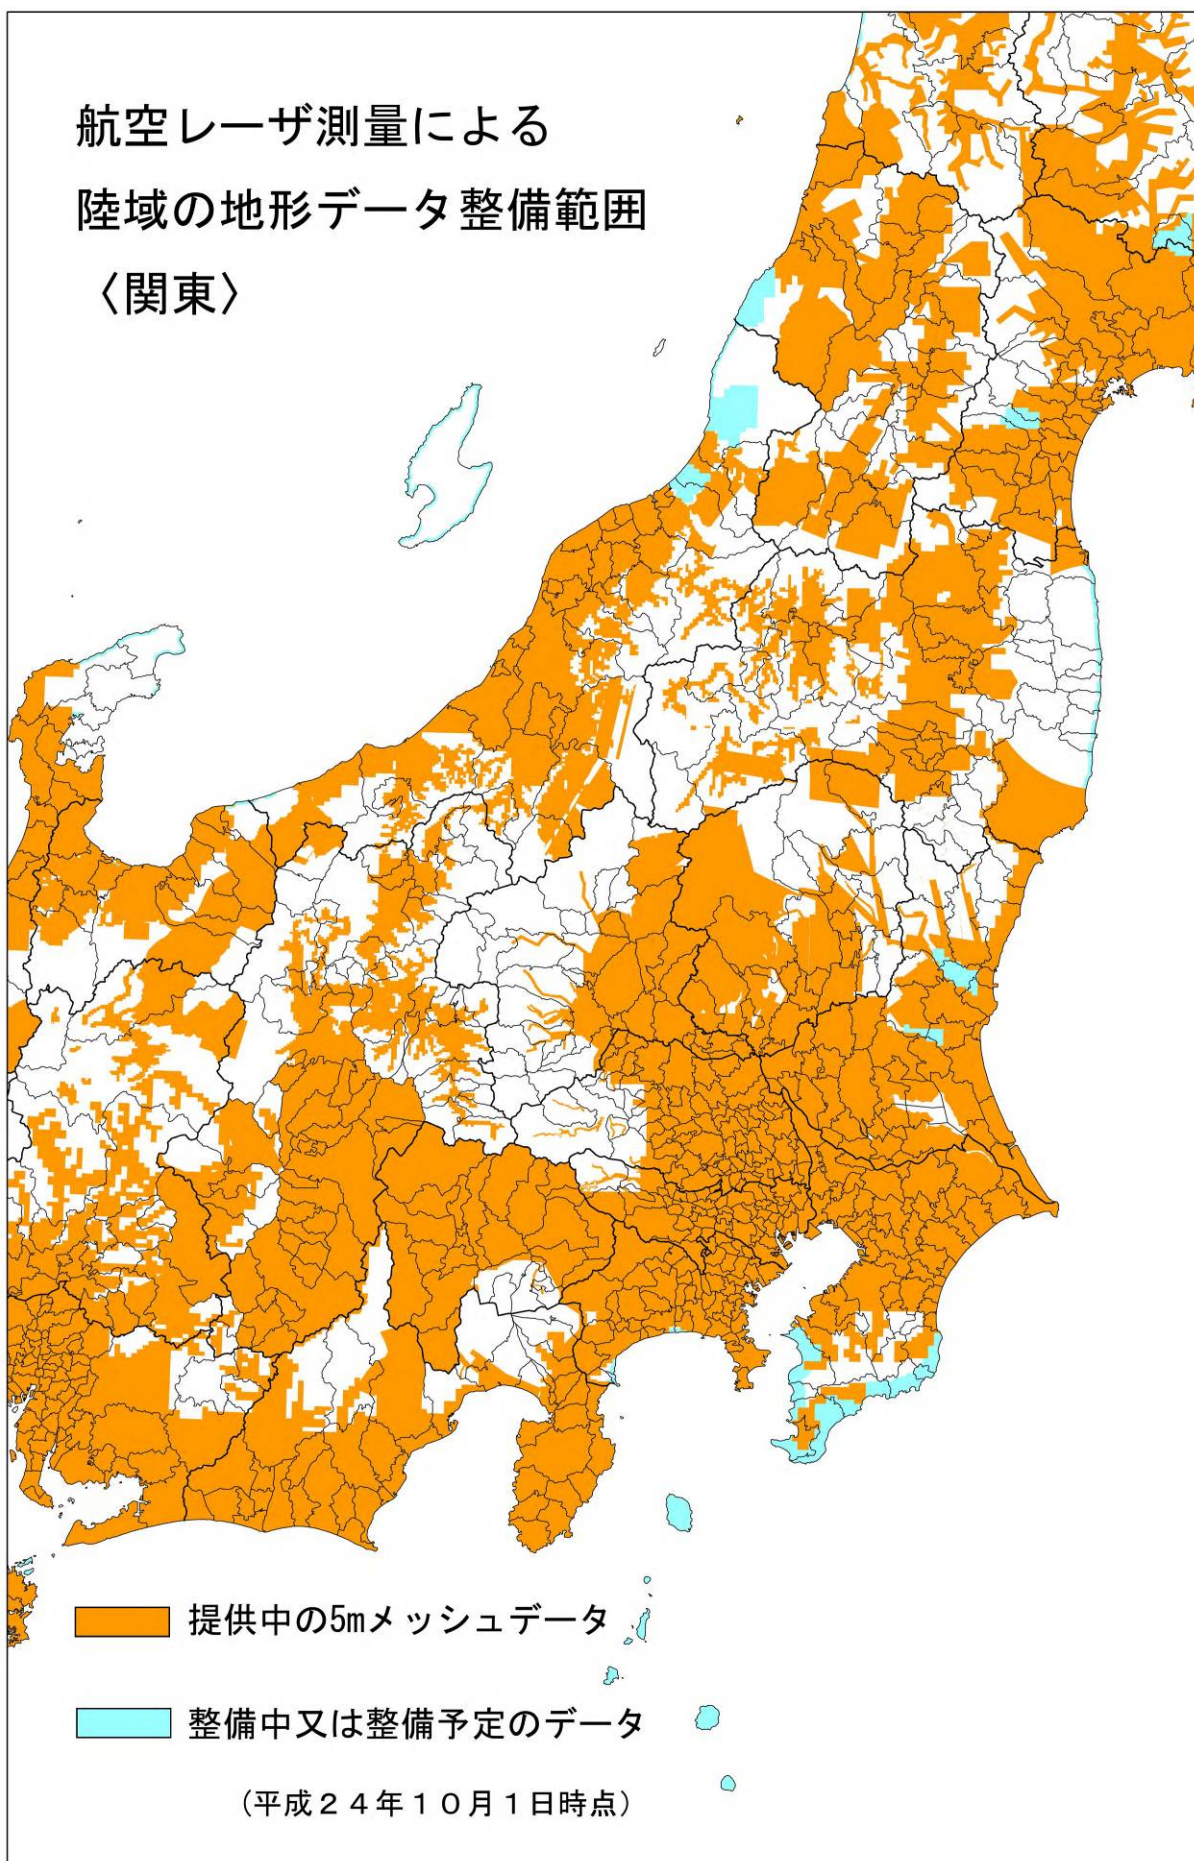 航空レーザ測量による
陸域の地形データ整備範囲
〈関東〉
提供中の5mメッシュデータ
整備中又は整備予定のデータ
（平成２４年１０月１日時点）